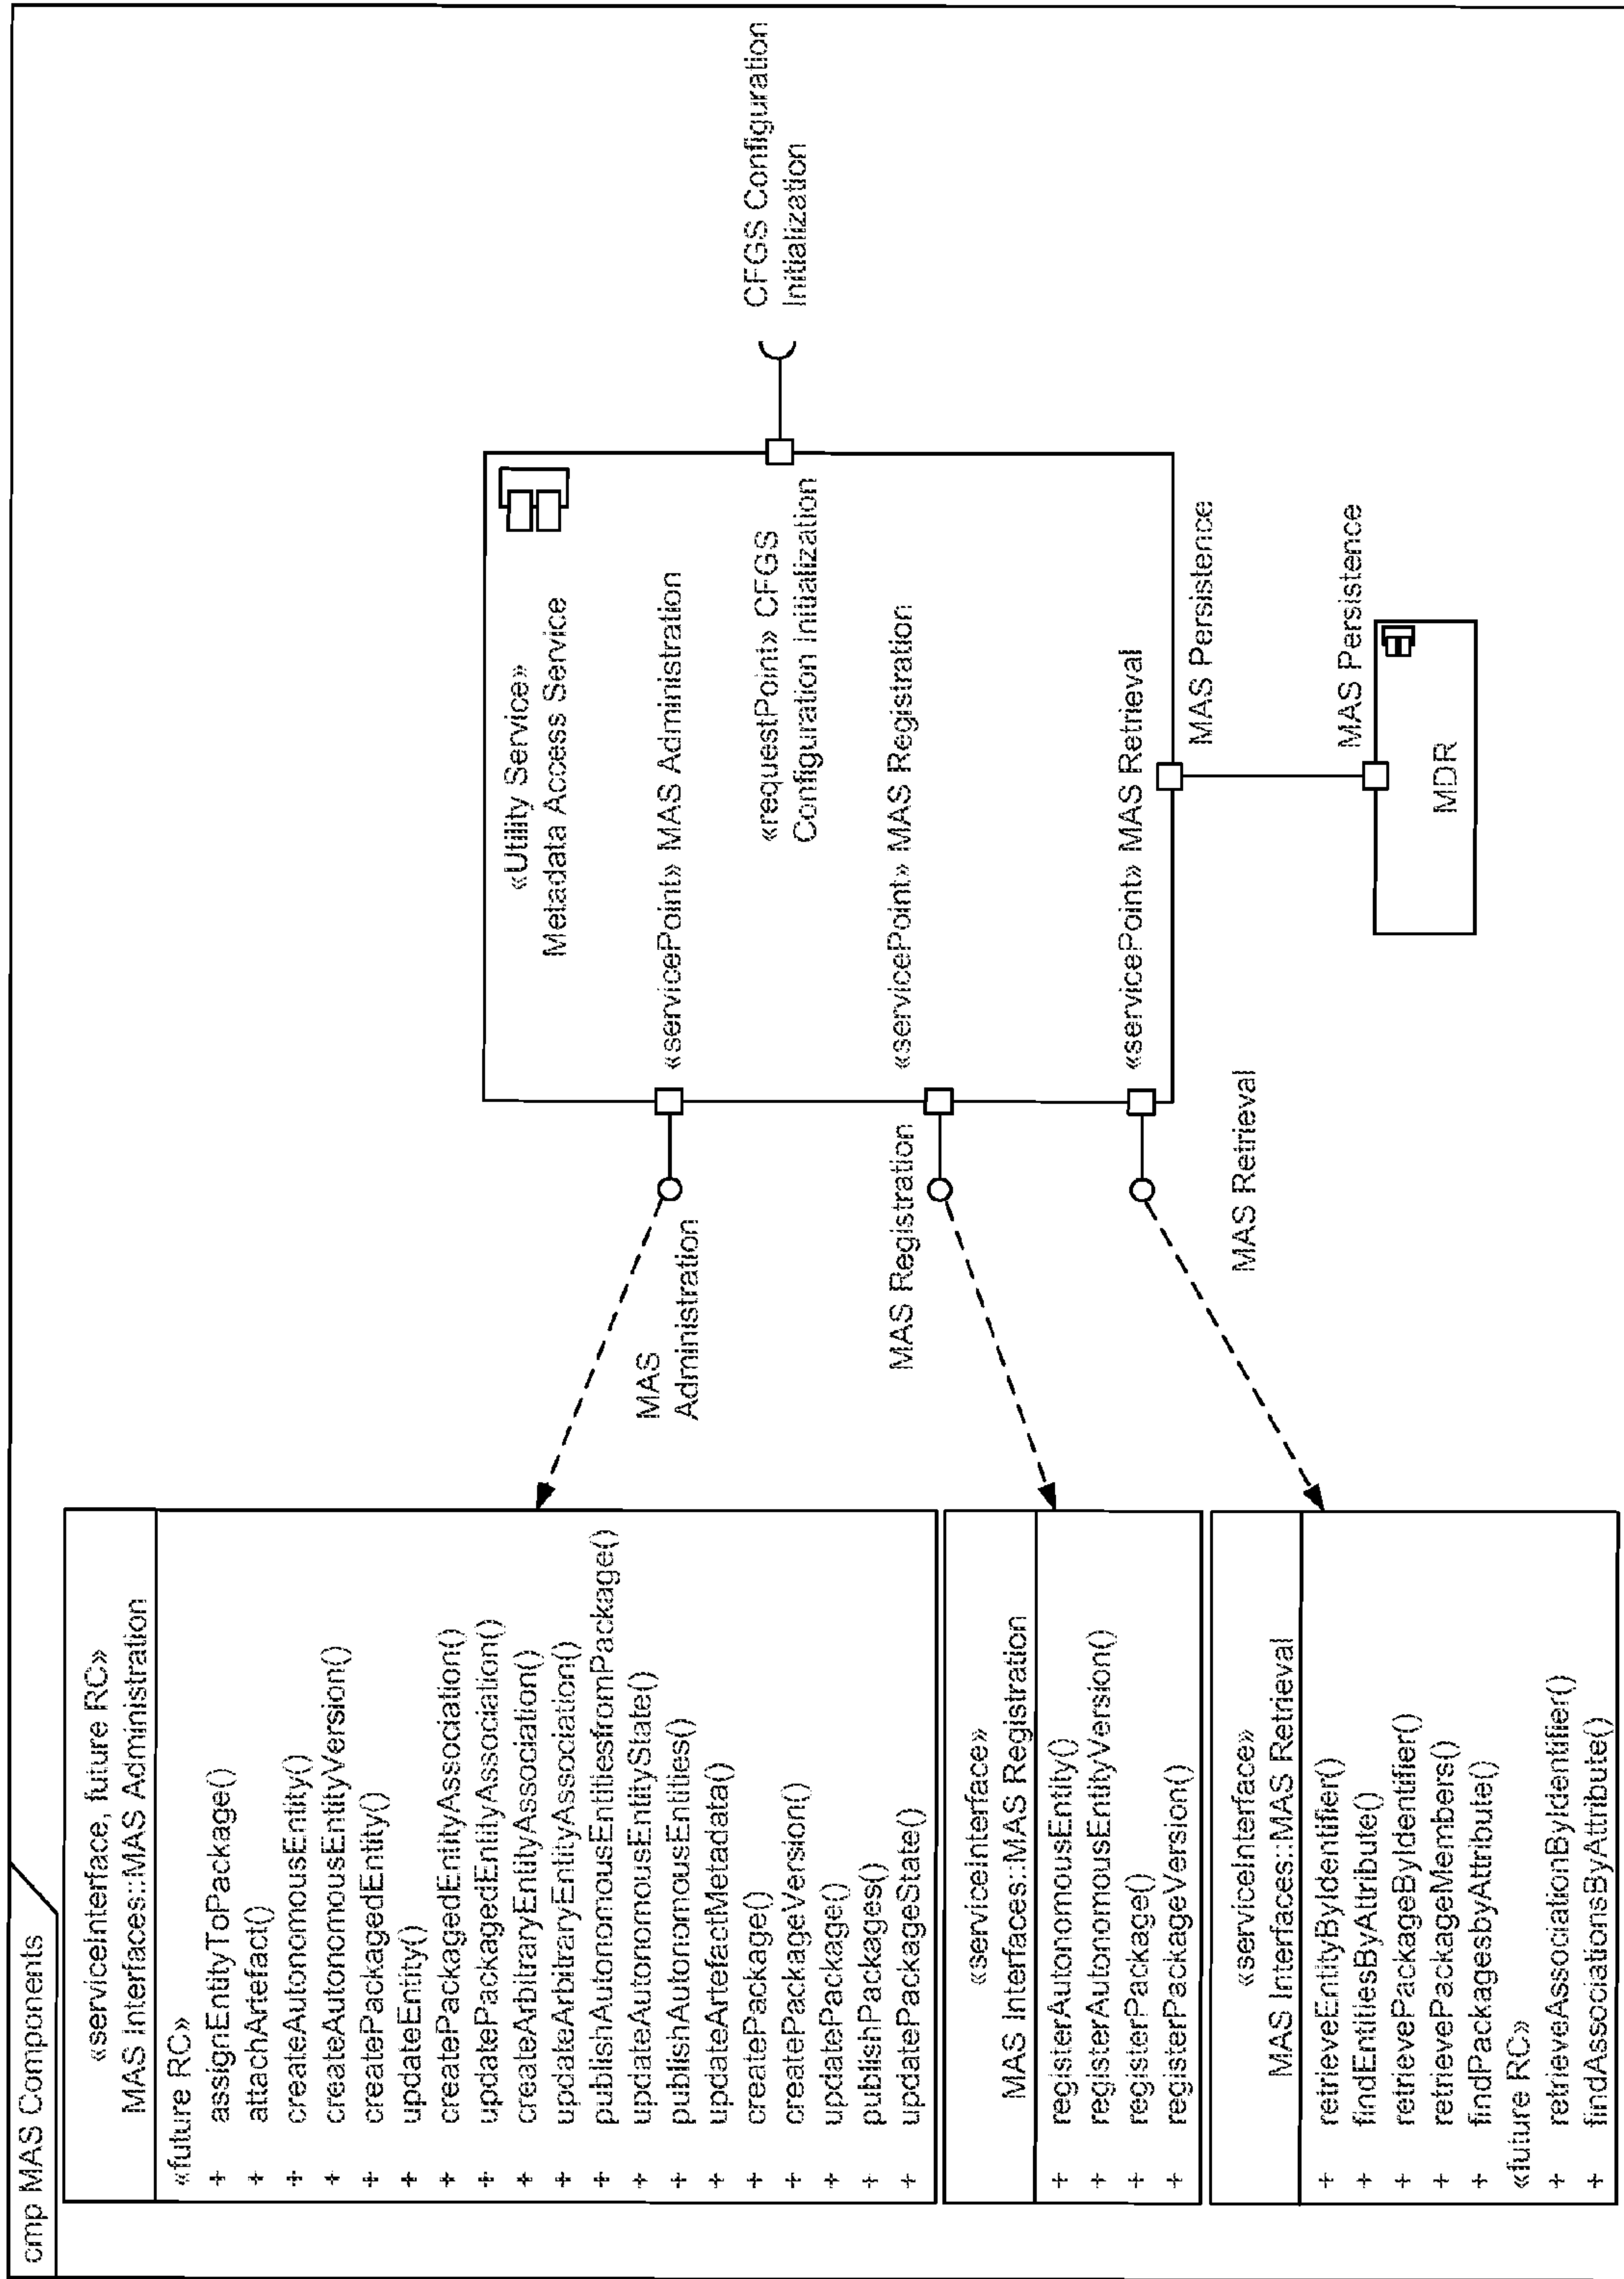 cmp MAS Components
«serviceInterface, future RC»
MAS Interfaces::MAS Administration
«future RC»
+ assignEntityToPackage()
+ attachArtefact()
+ createAutonomousEntity()
+ createAutonomousEntityVersion()
+ createPackagedEntity()
+ updateEntity()
+ createPackagedEntityAssociation()
+ updatePackagedEntityAssociation()
+ createArbitraryEntityAssociation()
+ updateArbitraryEntityAssociation()
+ publishAutonomousEntitiesfromPackage()
+ updateAutonomousEntityState()
+ publishAutonomousEntities()
+ updateArtefactMetadata()
+ createPackage()
+ createPackageVersion()
+ updatePackage()
+ publishPackages()
+ updatePackageState()
«serviceInterface»
MAS Interfaces::MAS Registration
+ registerAutonomousEntity()
+ registerAutonomousEntityVersion()
+ registerPackage()
+ registerPackageVersion()
«serviceInterface»
MAS Interfaces::MAS Retrieval
+ retrieveEntityByIdentifier()
+ findEntitiesByAttribute()
+ retrievePackageByIdentifier()
+ retrievePackageMembers()
+ findPackagesbyAttribute()
«future RC»
+ retrieveAssociationByIdentifier()
+ findAssociationsByAttribute()
MAS
Administration
MAS Registration
MAS Retrieval
«Utility Service»
Metadata Access Service
«servicePoint» MAS Administration
«requestPoint» CFGS
Configuration Initialization
«servicePoint» MAS Registration
«servicePoint» MAS Retrieval
MAS Persistence
MAS Persistence
MDR
CFGS Configuration
Initialization